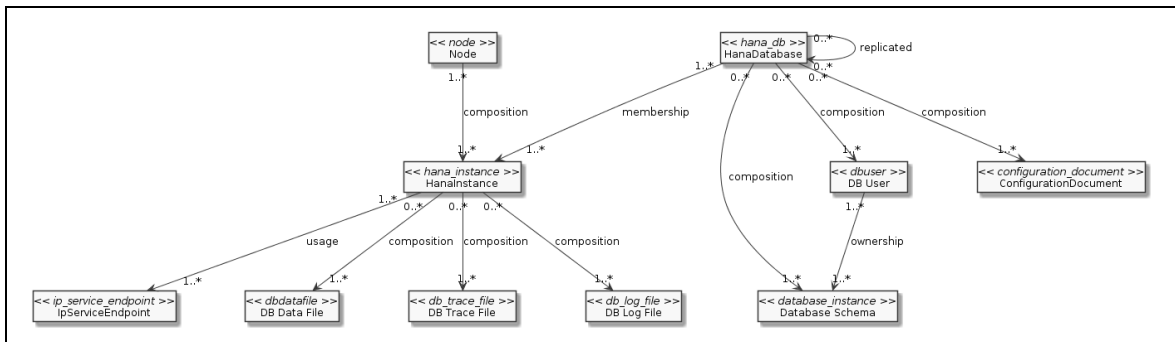 << node >>
Node
<< hana_db >>
HanaDatabase
0..*
replicated
0..*
1..*
1..*
0..*
0..*
0..*
composition
membership
composition
composition
1..*
1..*
1..*
1..*
<< hana_instance >>
HanaInstance
composition
<< dbuser >>
DB User
<< configuration_document >>
ConfigurationDocument
1..*
0..*
0..*
0..*
1..*
usage
composition
composition
composition
ownership
1..*
1..*
1..*
1..*
1..*
1..*
<< ip_service_endpoint >>
IpServiceEndpoint
<< dbdatafile >>
DB Data File
<< db_trace_file >>
DB Trace File
<< db_log_file >>
DB Log File
<< database_instance >>
Database Schema